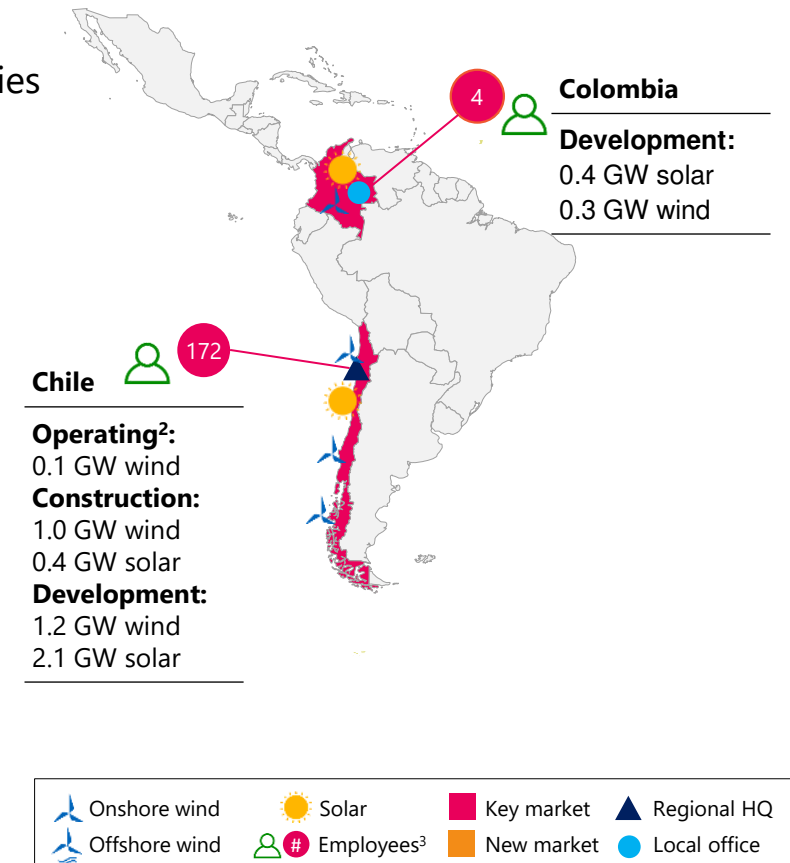 ies
4
Colombia
Development:
0.4 GW solar
0.3 GW wind
172
Chile
Operating²:
0.1 GW wind
Construction:
1.0 GW wind
0.4 GW solar
Development:
1.2 GW wind
2.1 GW solar
Onshore wind
Solar
Key market
Regional HQ
Offshore wind
# Employees³
New market
Local office